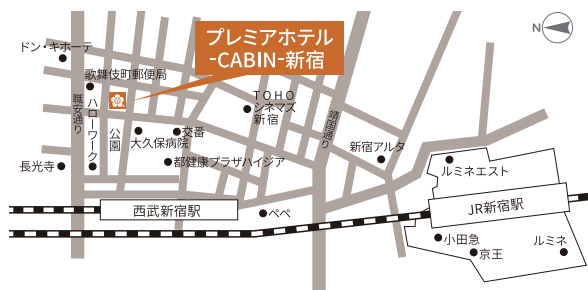 プレミアホテル
-CABIN-新宿
N
ドン・キホーテ
歌舞伎町郵便局
職安通り
ハローワーク
公園
大久保病院
交番
TOHO
シネマズ
新宿
靖国通り
新宿アルタ
都健康プラザハイジア
長光寺
ルミネエスト
西武新宿駅
ぺぺ
JR新宿駅
小田急
京王
ルミネ